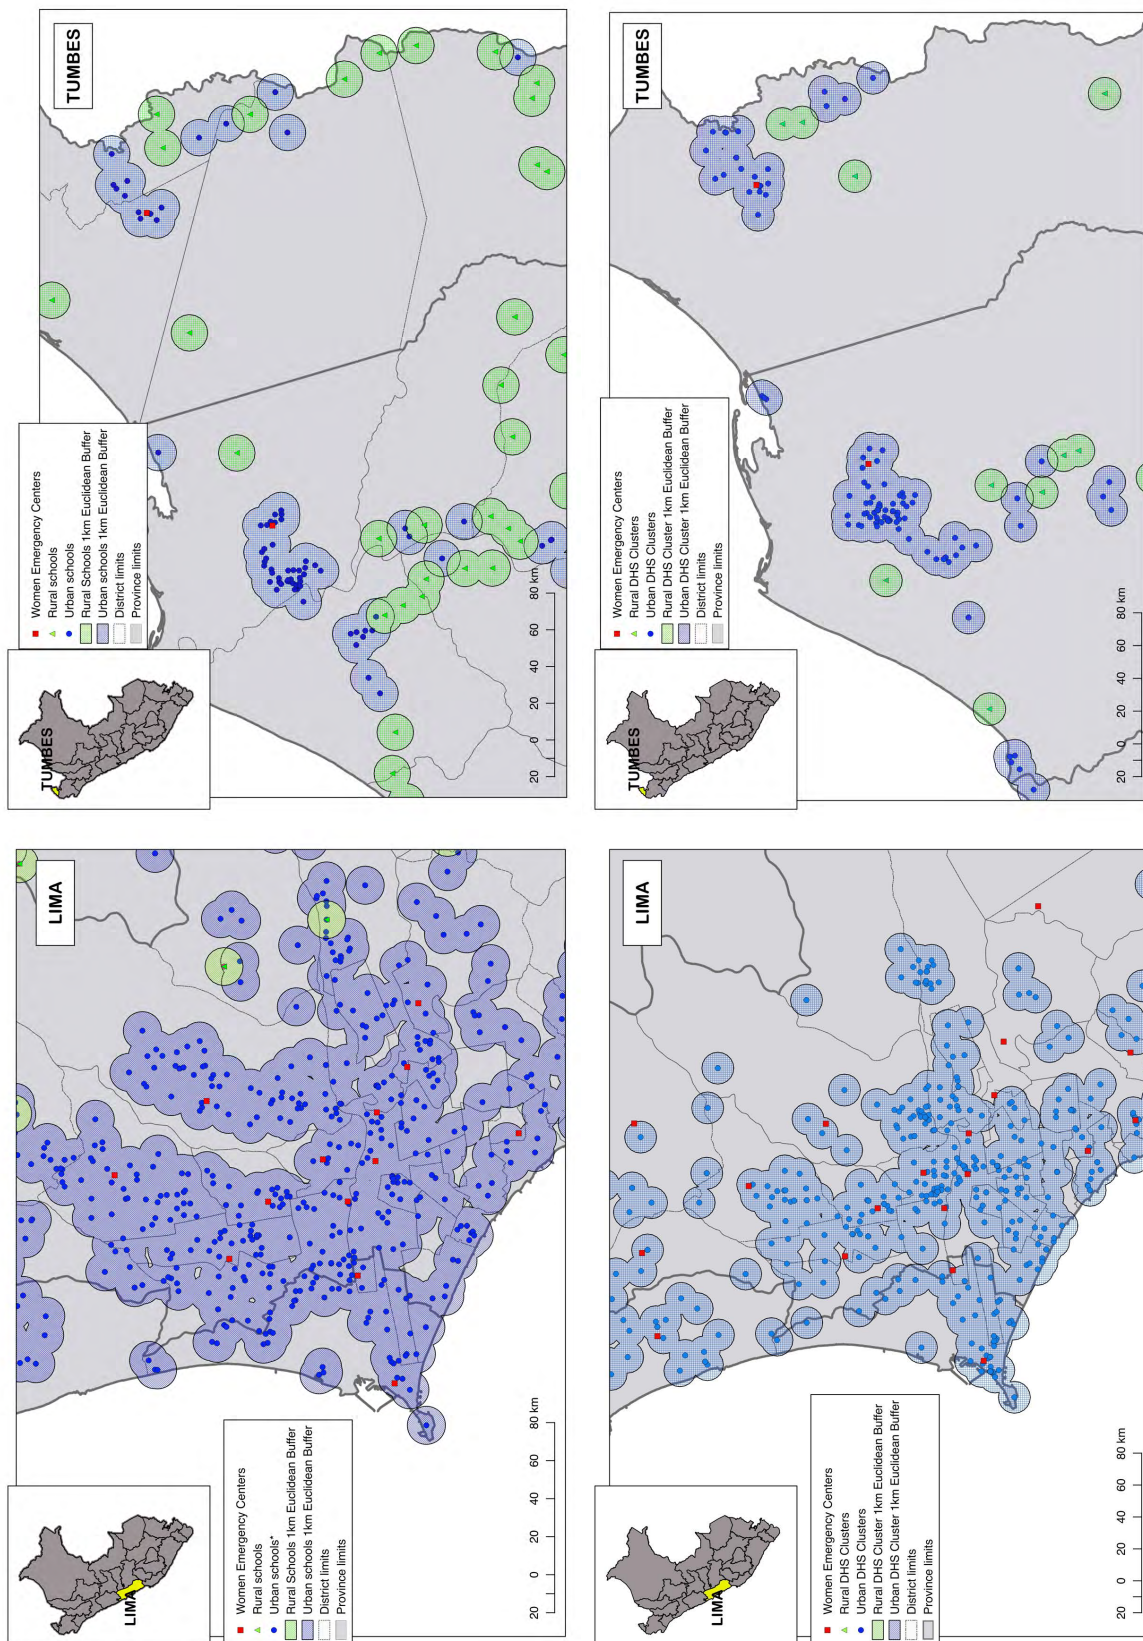 LIMA
LIMA
Women Emergency Centers
Rural schools
Urban schools*
Rural Schools 1km Euclidean Buffer
Urban schools 1km Euclidean Buffer
District limits
Province limits
20 0 20 40 60 80 km
TUMBES
TUMBES
Women Emergency Centers
Rural schools
Urban schools
Rural Schools 1km Euclidean Buffer
Urban schools 1km Euclidean Buffer
District limits
Province limits
20 0 20 40 60 80 km
LIMA
LIMA
Women Emergency Centers
Rural DHS Clusters
Urban DHS Clusters
Rural DHS Cluster 1km Euclidean Buffer
Urban DHS Cluster 1km Euclidean Buffer
District limits
Province limits
20 0 20 40 60 80 km
TUMBES
TUMBES
Women Emergency Centers
Rural DHS Clusters
Urban DHS Clusters
Rural DHS Cluster 1km Euclidean Buffer
Urban DHS Cluster 1km Euclidean Buffer
District limits
Province limits
20 0 20 40 60 80 km